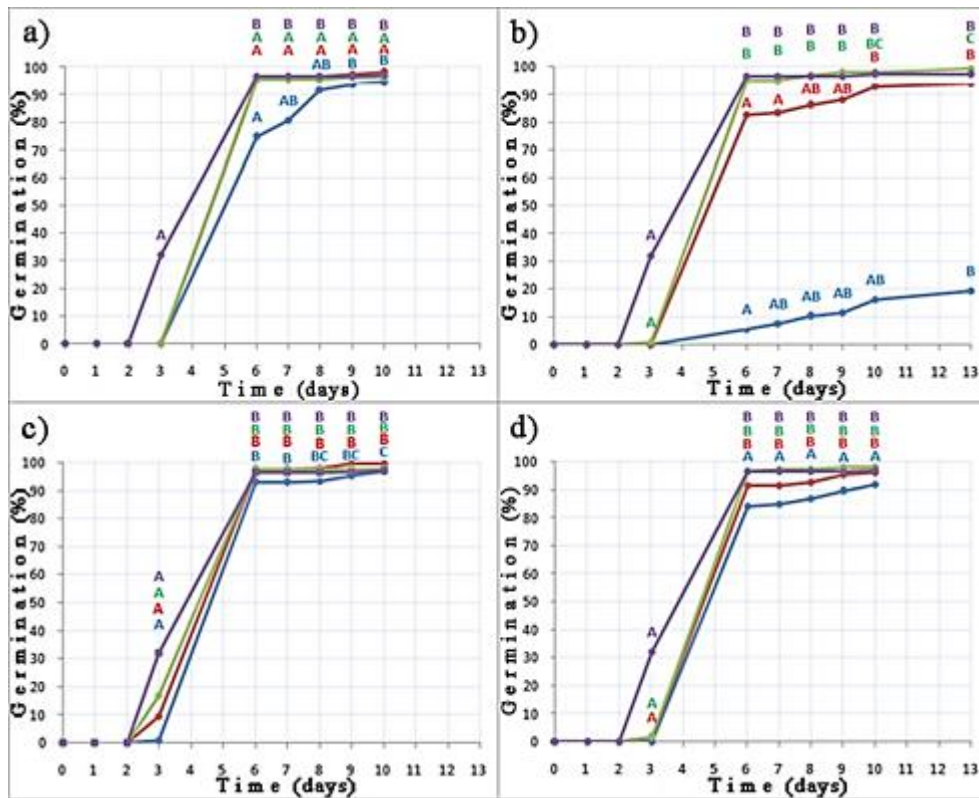 a)
B B B B B
A A A A A
A A A A A
AB B B
A AB
A
Germination (%)
100
90
80
70
60
50
40
30
20
10
0
0 1 2 3 4 5 6 7 8 9 10 11 12 13
Time (days)
b)
B B B B B B
B B B B BC C
B B
A A AB AB
A
A
A AB AB AB AB B
Germination (%)
100
90
80
70
60
50
40
30
20
10
0
0 1 2 3 4 5 6 7 8 9 10 11 12 13
Time (days)
c)
B B B B B
B B B B B
B B B B B
B B BC BC C
A
A
A
A
Germination (%)
100
90
80
70
60
50
40
30
20
10
0
0 1 2 3 4 5 6 7 8 9 10 11 12 13
Time (days)
d)
B B B B B
B B B B B
B B B B B
A A A A A
A
A
A
Germination (%)
100
90
80
70
60
50
40
30
20
10
0
0 1 2 3 4 5 6 7 8 9 10 11 12 13
Time (days)